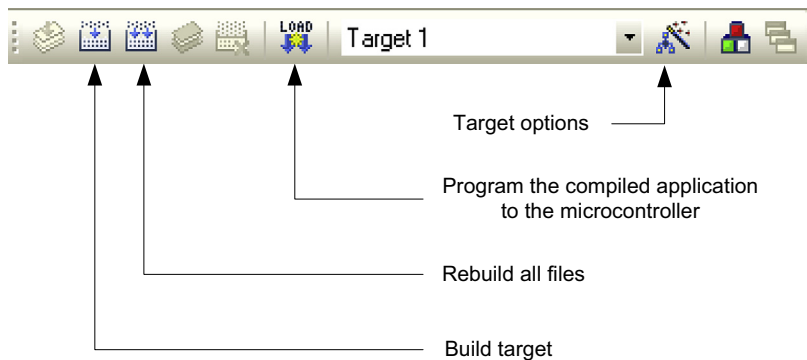 LOAD
Target 1
Target options
Program the compiled application
to the microcontroller
Rebuild all files
Build target